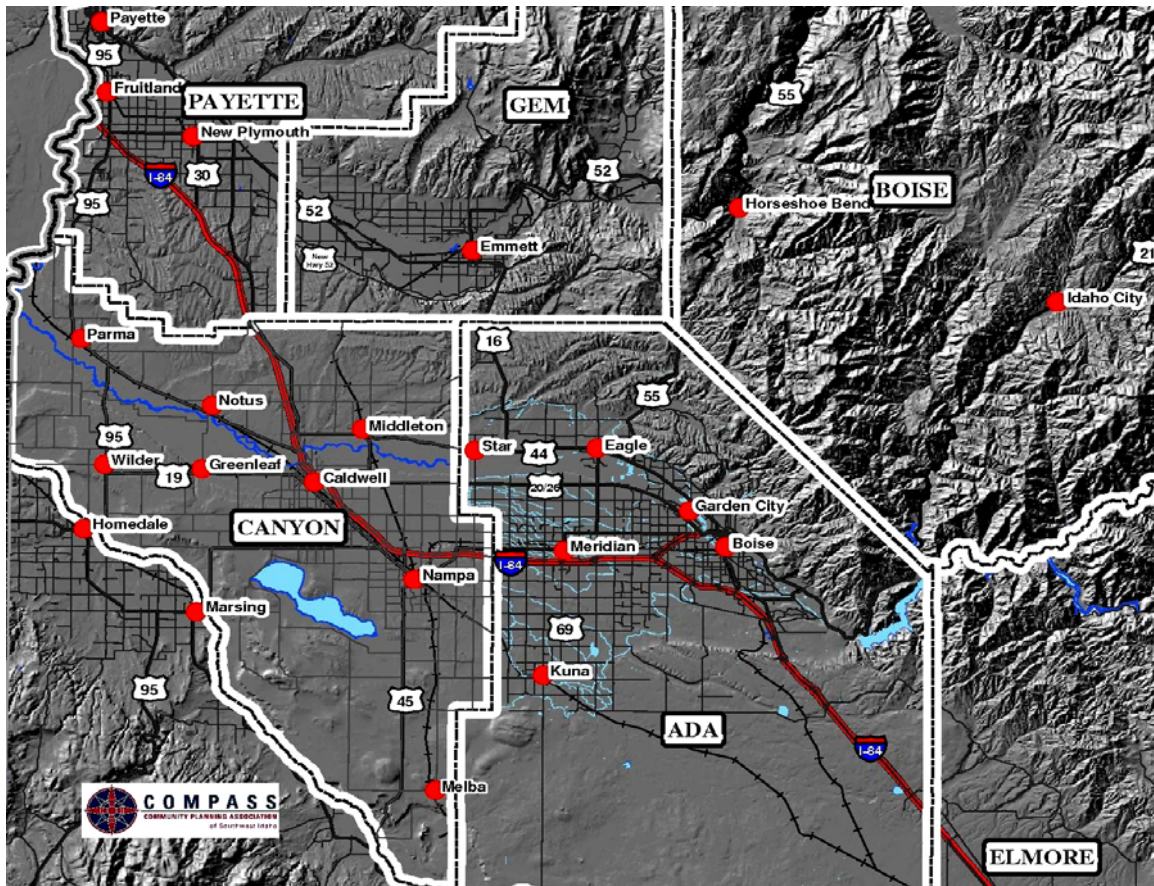 Payette
95
Fruitland
PAYETTE
GEM
55
New Plymouth
I-84
30
52
95
BOISE
Horseshoe Bend
52
Emmett
New
Hwy 52
21
Idaho City
Parma
16
55
Notus
Middleton
95
Star
44
Eagle
Wilder
19
Greenleaf
Caldwell
20/26
Garden City
Homedale
CANYON
Meridian
Boise
I-84
Nampa
Marsing
69
Kuna
95
45
ADA
I-84
Melba
COMPASS
COMMUNITY PLANNING ASSOCIATION
of Southwest Idaho
ELMORE